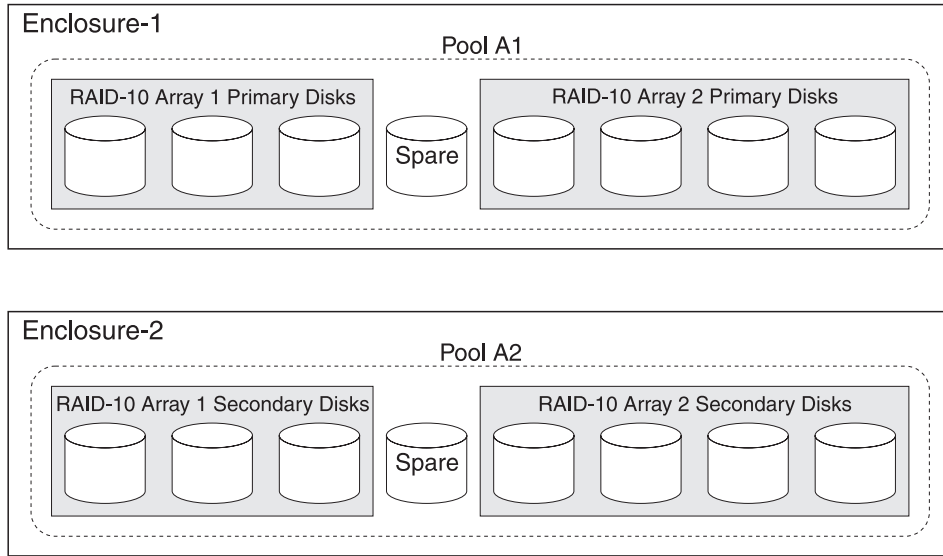 Enclosure-1
Pool A1
RAID-10 Array 1 Primary Disks
RAID-10 Array 2 Primary Disks
Spare
Enclosure-2
Pool A2
RAID-10 Array 1 Secondary Disks
RAID-10 Array 2 Secondary Disks
Spare